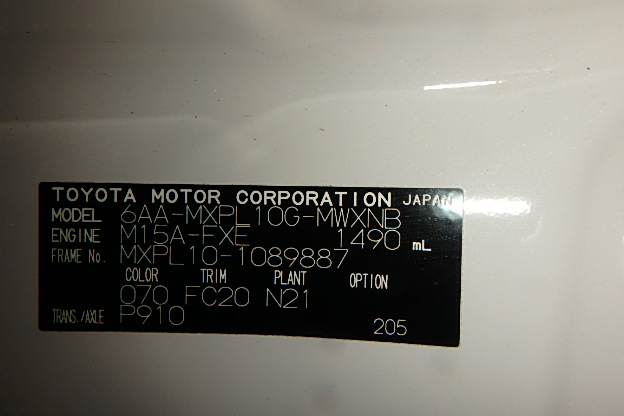 TOYOTA MOTOR CORPORATION JAPAN
MODEL 6AA-MXPL10G-MWXNB
ENGINE M15A-FXE 1490 mL
FRAME No. MXPL10-1089887
COLOR TRIM PLANT OPTION
070 FC20 N21
TRANS./AXLE P910
205